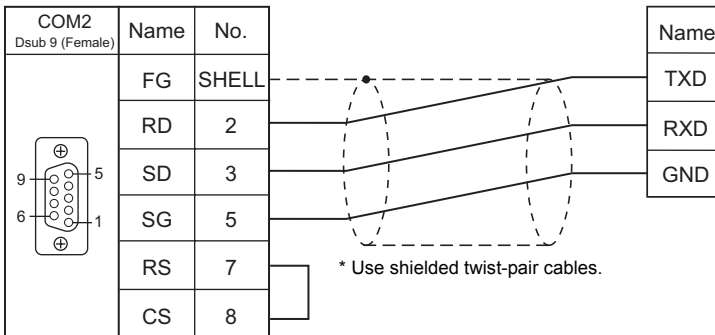 COM2
Dsub 9 (Female)
Name No.
Name
FG SHELL
TXD
RD 2
RXD
SD 3
GND
SG 5
RS 7
CS 8
9
5
6
1
* Use shielded twist-pair cables.